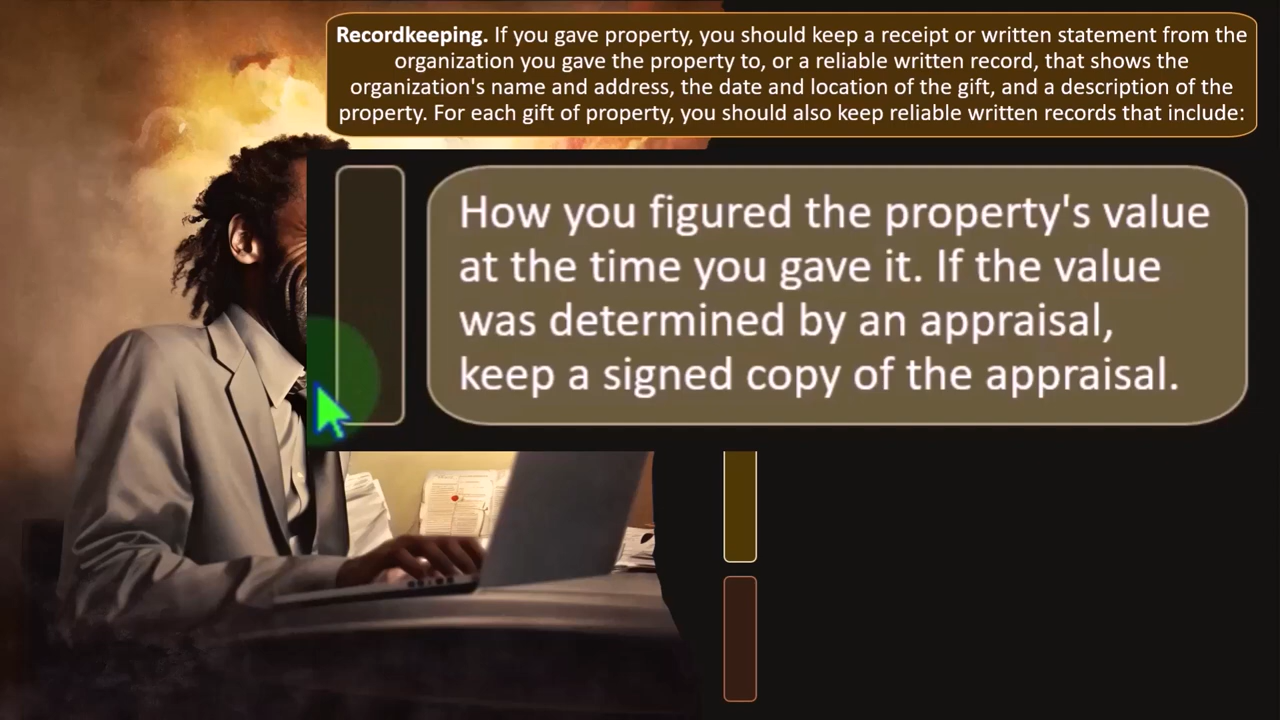 Recordkeeping. If you gave property, you should keep a receipt or written statement from the
organization you gave the property to, or a reliable written record, that shows the
organization's name and address, the date and location of the gift, and a description of the
property. For each gift of property, you should also keep reliable written records that include:
How you figured the property's value
at the time you gave it. If the value
was determined by an appraisal,
keep a signed copy of the appraisal.